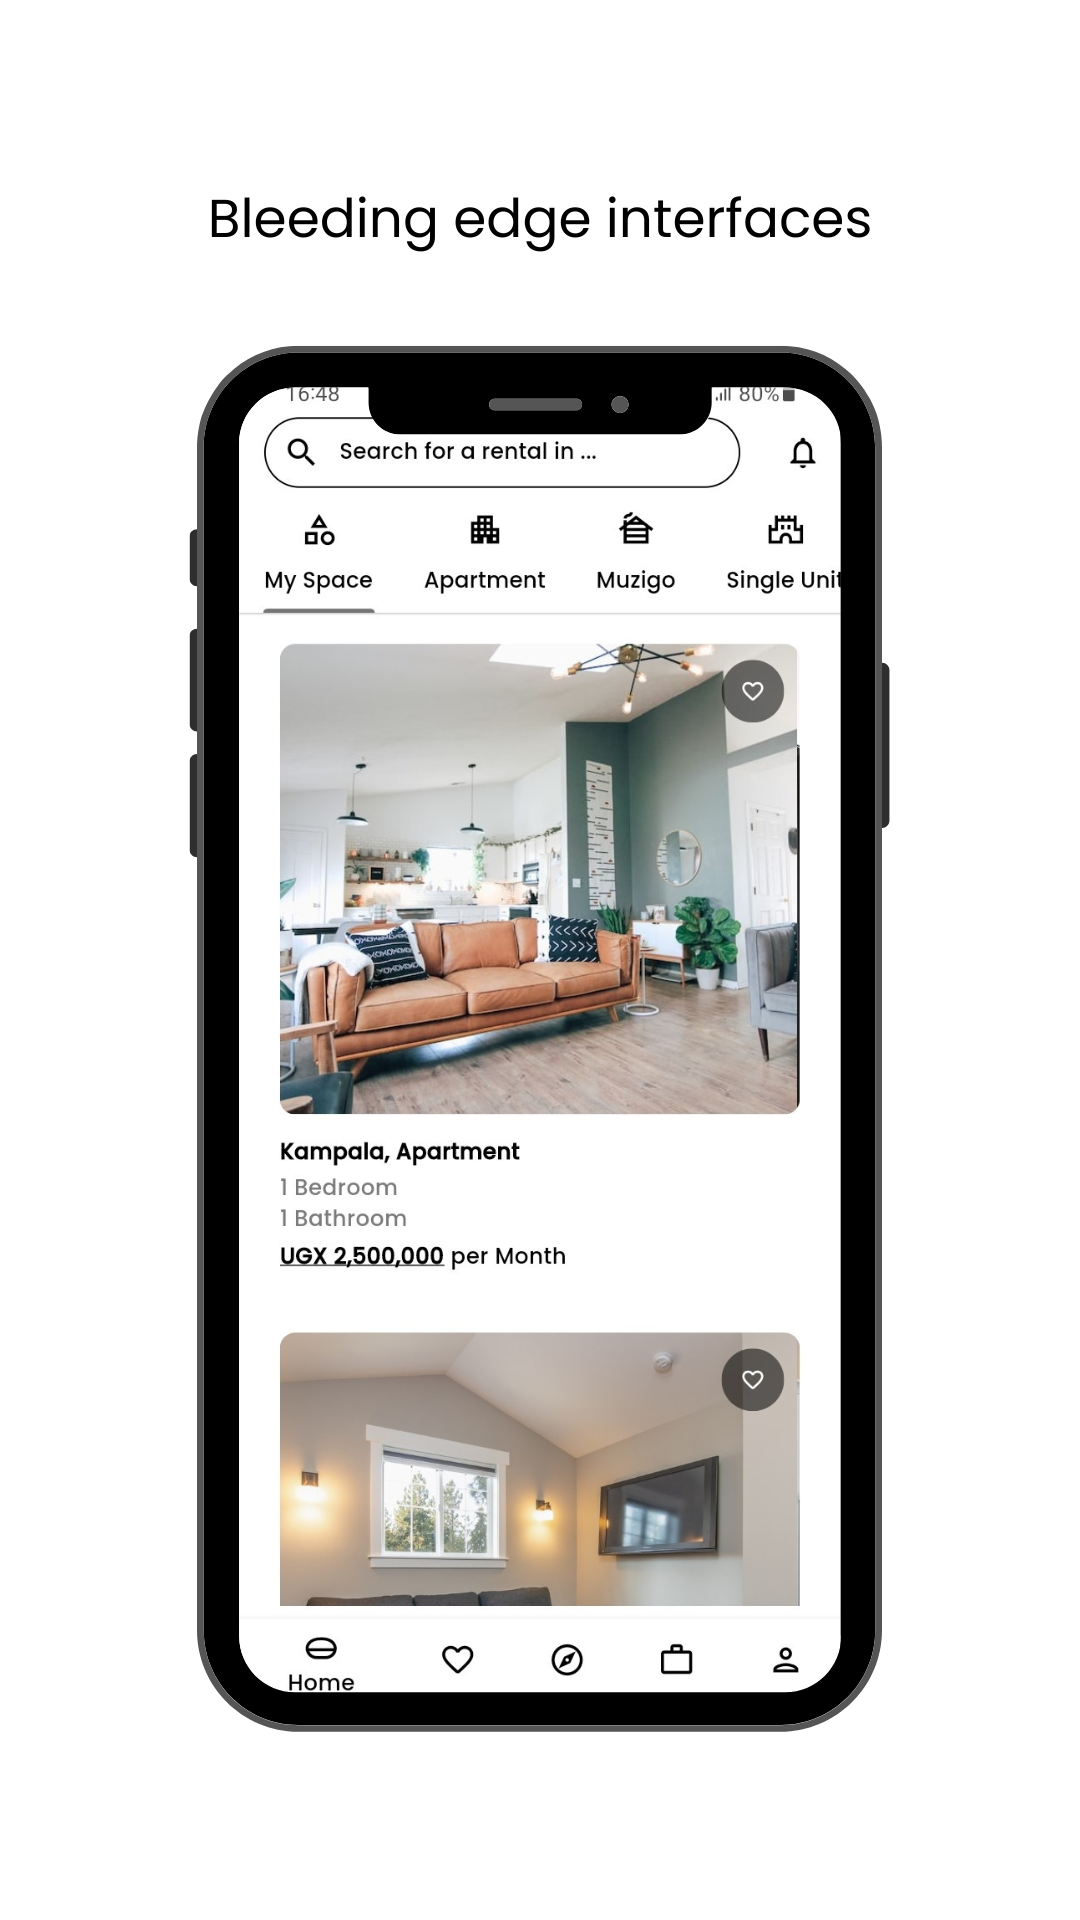 Bleeding edge interfaces
16:48
80%
Search for a rental in ...
My Space Apartment Muzigo Single Unit
Kampala, Apartment
1 Bedroom
1 Bathroom
UGX 2,500,000 per Month
Home